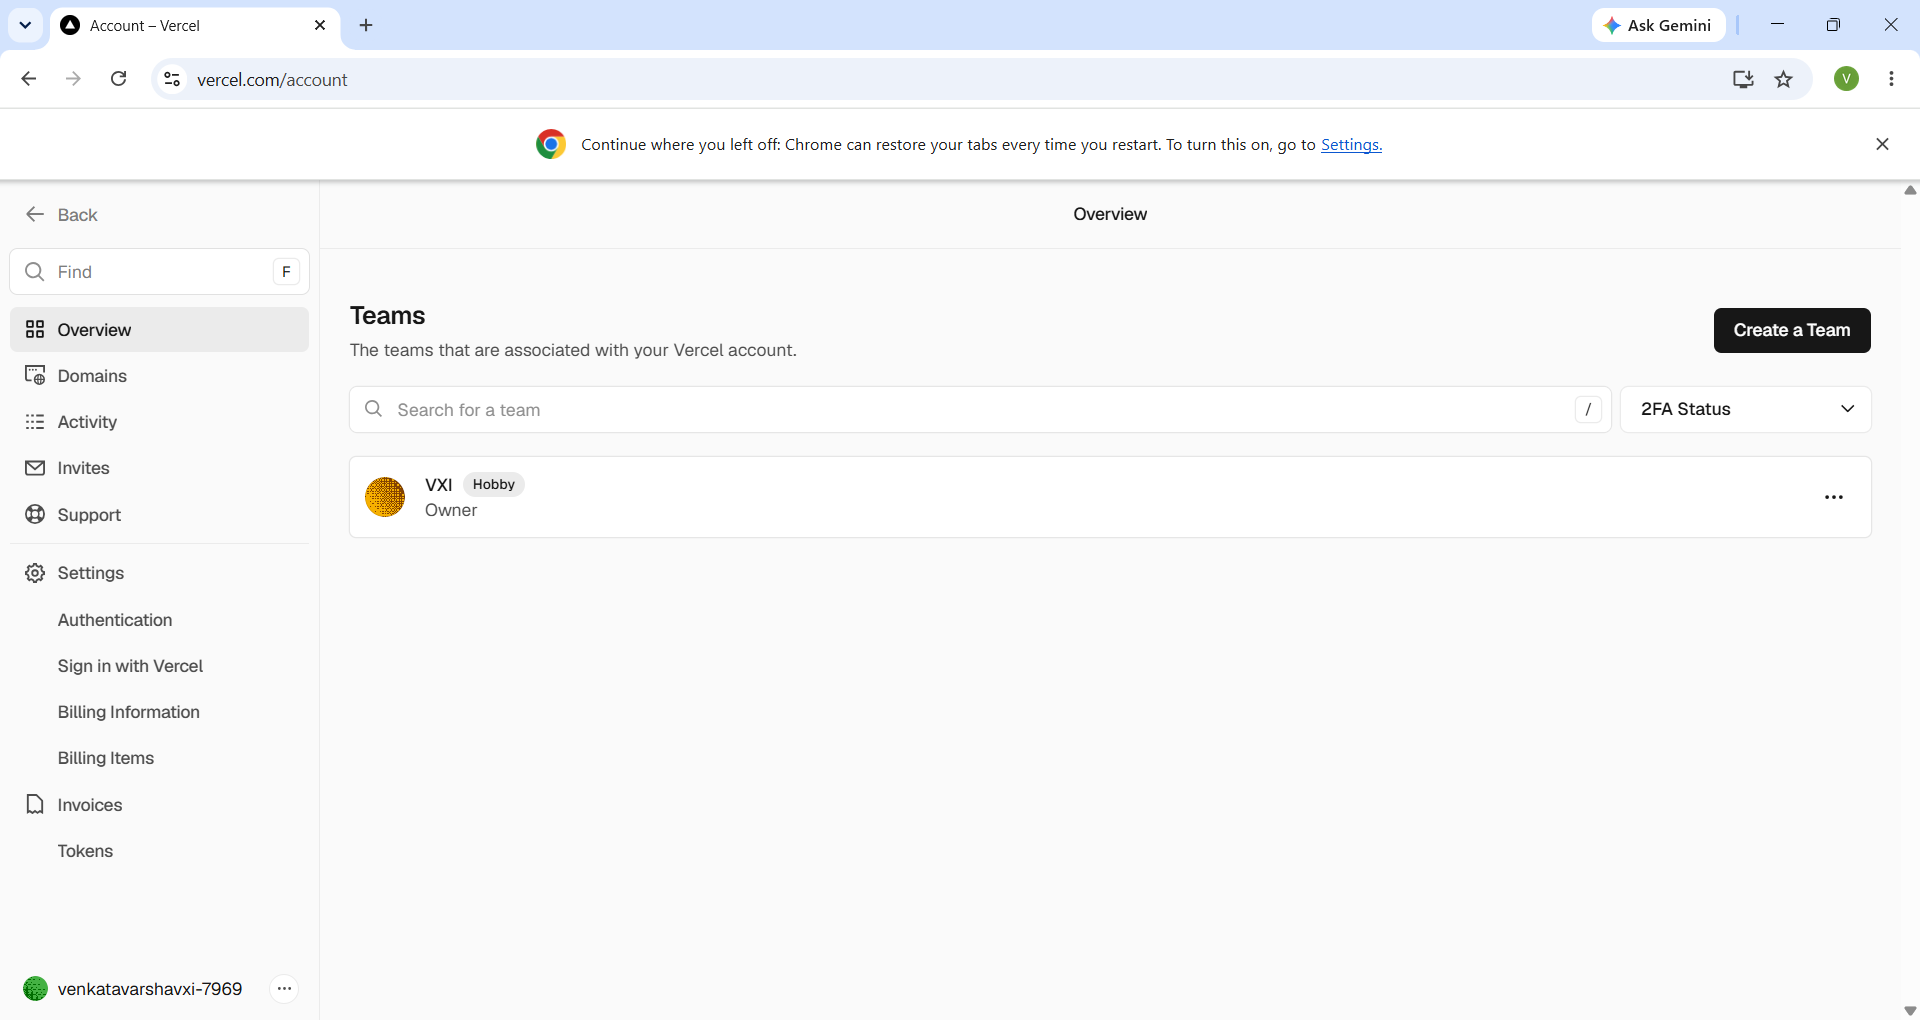 Account – Vercel
Ask Gemini
vercel.com/account
V
Continue where you left off: Chrome can restore your tabs every time you restart. To turn this on, go to Settings.
Back
Overview
Find F
Overview
Domains
Activity
Invites
Support
Settings
Authentication
Sign in with Vercel
Billing Information
Billing Items
Invoices
Tokens
venkatavarshavxi-7969
Teams
The teams that are associated with your Vercel account.
Create a Team
Search for a team /
2FA Status
VXI Hobby
Owner